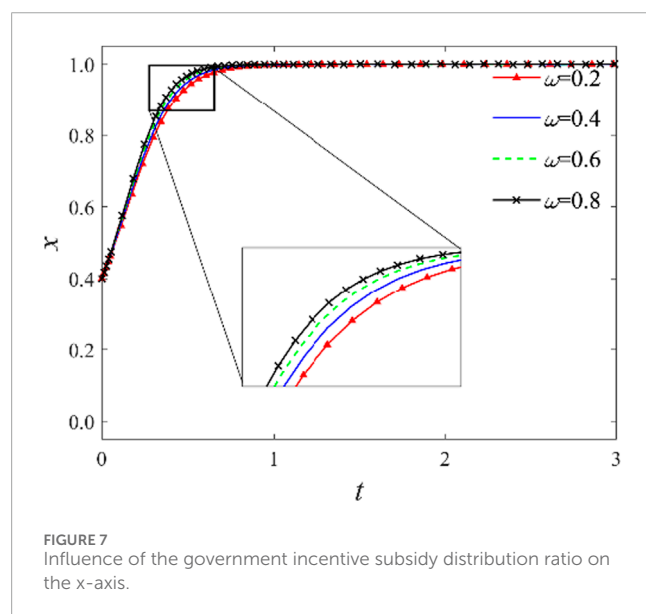 1.0
0.8
0.6
0.4
0.2
0.0
x
0
1
2
3
t
ω=0.2
ω=0.4
ω=0.6
ω=0.8
FIGURE 7
Influence of the government incentive subsidy distribution ratio on
the x-axis.